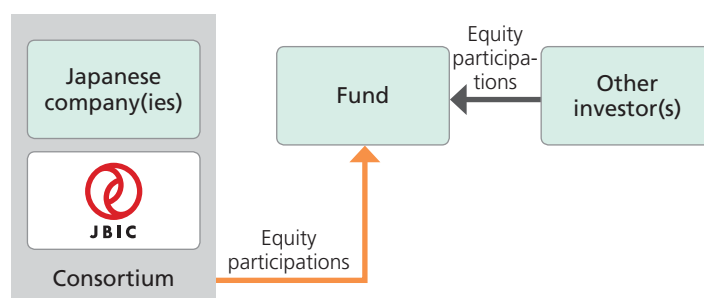 Japanese
company(ies)
JBIC
Consortium
Equity
participations
Fund
Equity
participa-
tions
Other
investor(s)